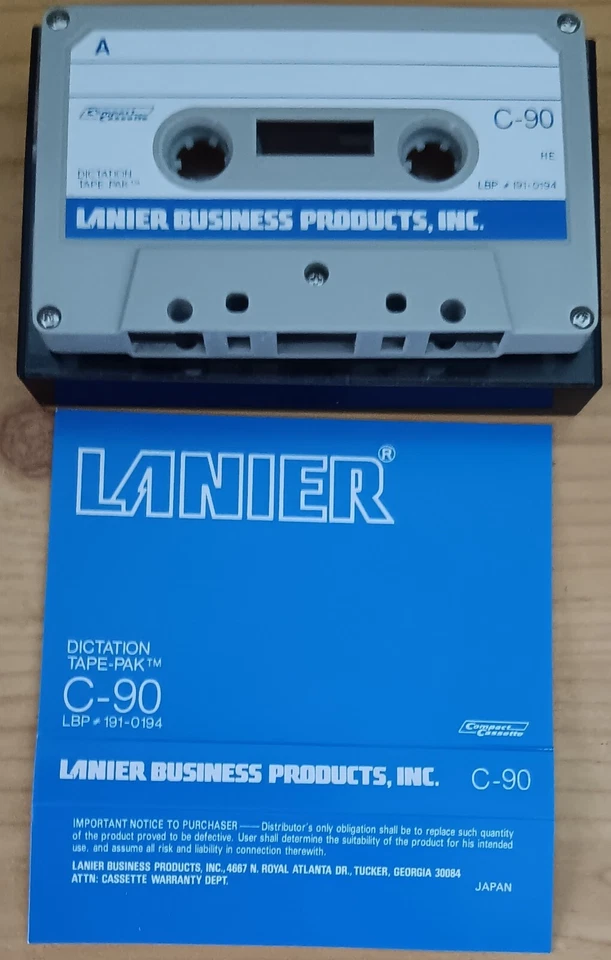 A
Compact
Cassette
C-90
HE
DICTATION
TAPE-PAK™
LBP # 191-0194
LANIER BUSINESS PRODUCTS, INC.
LANIER®
DICTATION
TAPE-PAK™
C-90
LBP # 191-0194
Compact
Cassette
LANIER BUSINESS PRODUCTS, INC. C-90
IMPORTANT NOTICE TO PURCHASER — Distributor's only obligation shall be to replace such quantity
of the product proved to be defective. User shall determine the suitability of the product for his intended
use, and assume all risk and liability in connection therewith.
LANIER BUSINESS PRODUCTS, INC., 4667 N. ROYAL ATLANTA DR., TUCKER, GEORGIA 30084
ATTN: CASSETTE WARRANTY DEPT.
JAPAN